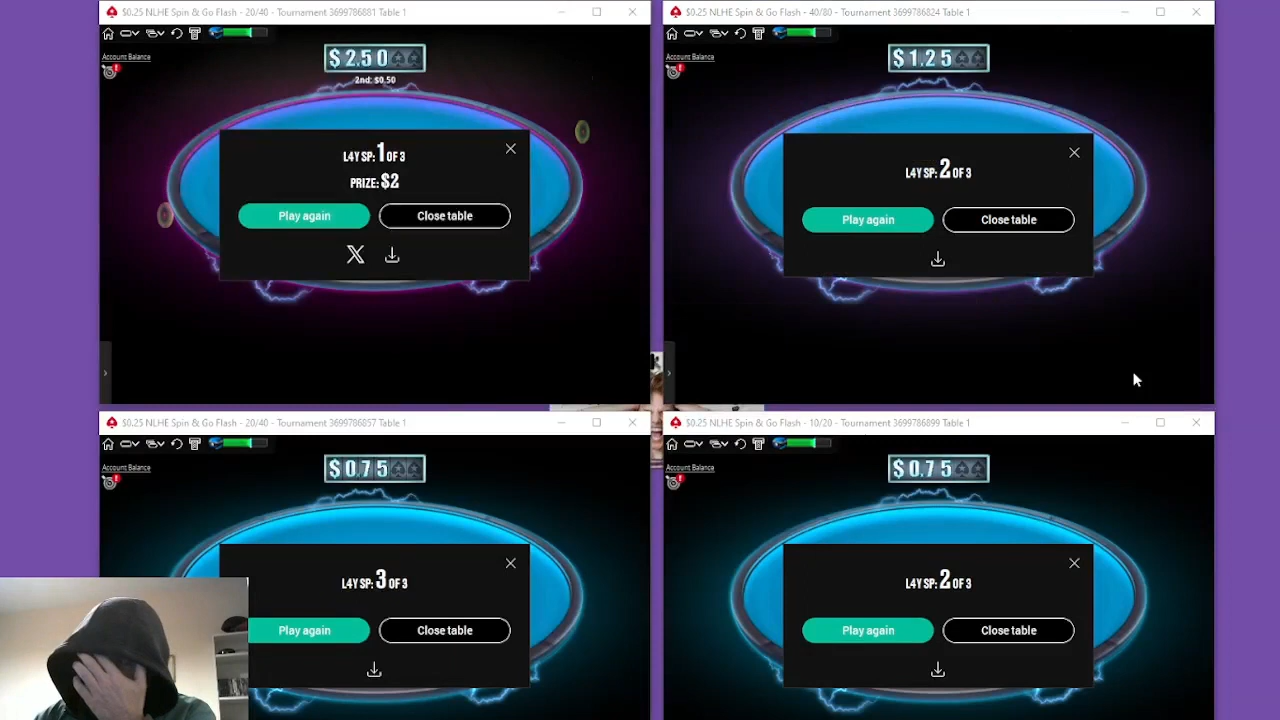 $0.25 NLHE Spin & Go Flash - 20/40 - Tournament 3699786881 Table 1
Account Balance
$2.50
2nd: $0.50
L4Y SP: 1 OF 3
PRIZE: $2
Play again
Close table
$0.25 NLHE Spin & Go Flash - 40/80 - Tournament 3699786824 Table 1
Account Balance
$1.25
L4Y SP: 2 OF 3
Play again
Close table
$0.25 NLHE Spin & Go Flash - 20/40 - Tournament 3699786857 Table 1
Account Balance
$0.75
L4Y SP: 3 OF 3
Play again
Close table
$0.25 NLHE Spin & Go Flash - 10/20 - Tournament 3699786899 Table 1
Account Balance
$0.75
L4Y SP: 2 OF 3
Play again
Close table